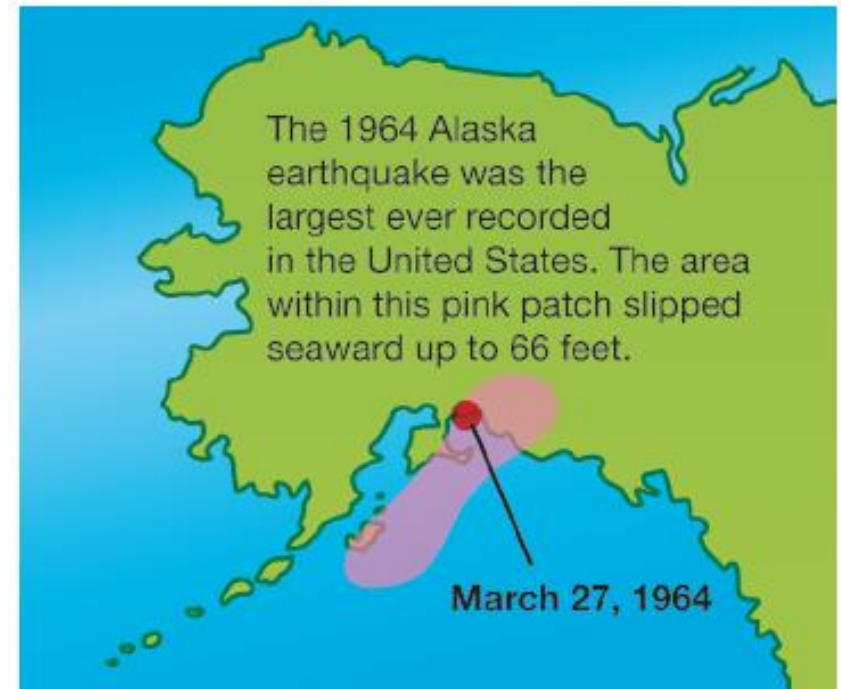 The 1964 Alaska
earthquake was the
largest ever recorded
in the United States. The area
within this pink patch slipped
seaward up to 66 feet.
March 27, 1964